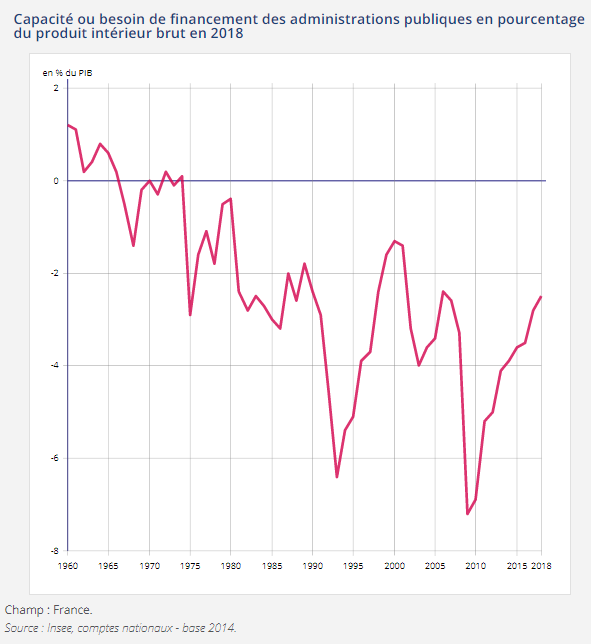 Capacité ou besoin de financement des administrations publiques en pourcentage
du produit intérieur brut en 2018
en % du PIB
2
0
-2
-4
-6
-8
1960 1965 1970 1975 1980 1985 1990 1995 2000 2005 2010 2015 2018
Champ : France.
Source : Insee, comptes nationaux - base 2014.